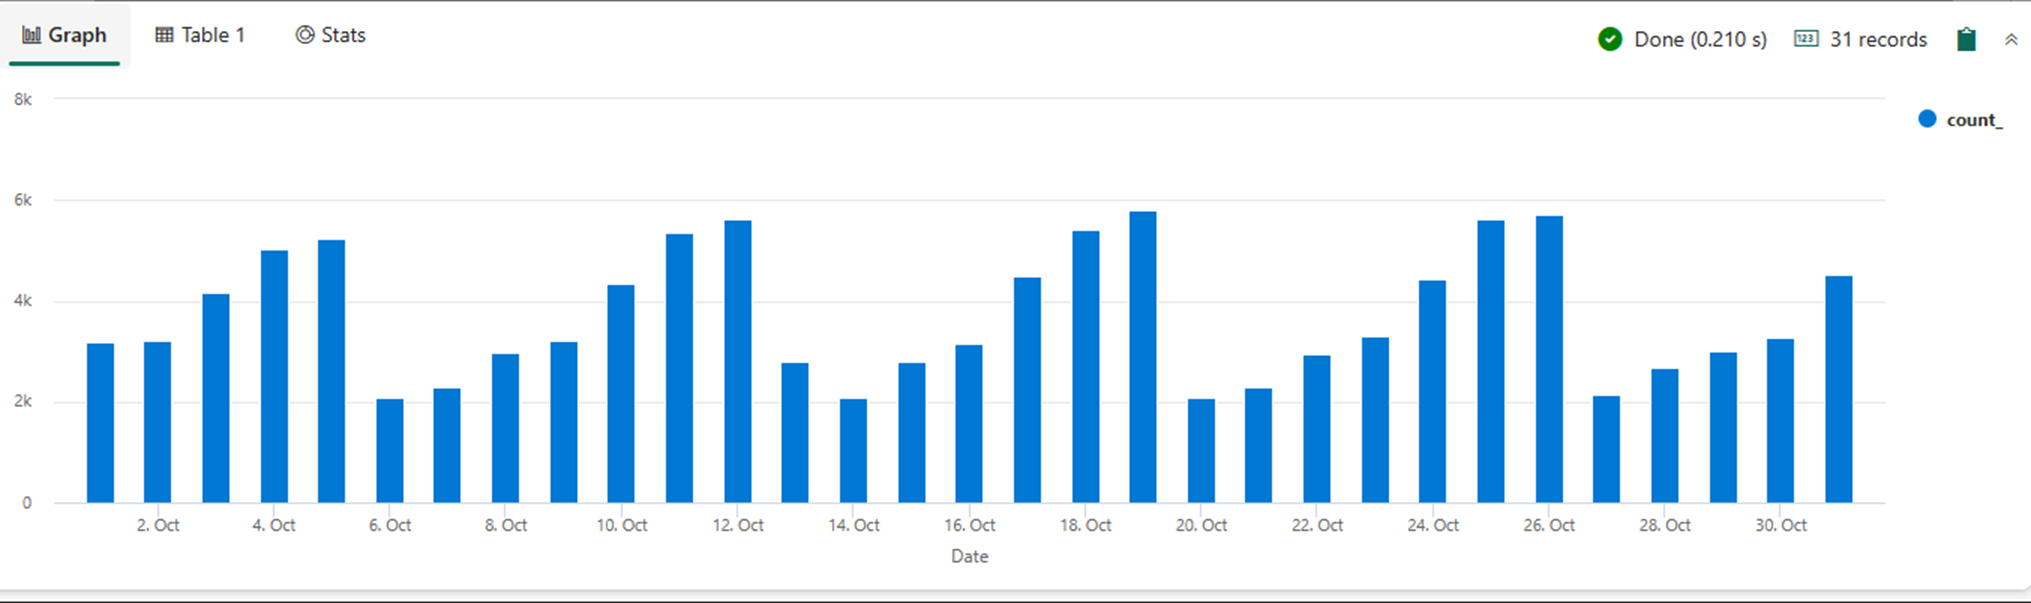 Graph Table 1 Stats Done (0.210 s) 123 31 records
8k
count_
6k
4k
2k
0
2. Oct 4. Oct 6. Oct 8. Oct 10. Oct 12. Oct 14. Oct 16. Oct 18. Oct 20. Oct 22. Oct 24. Oct 26. Oct 28. Oct 30. Oct
Date